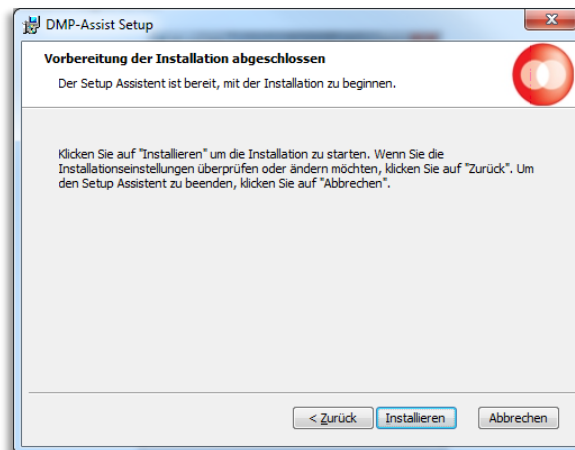 DMP-Assist Setup
Vorbereitung der Installation abgeschlossen
Der Setup Assistent ist bereit, mit der Installation zu beginnen.
Klicken Sie auf "Installieren" um die Installation zu starten. Wenn Sie die
Installationseinstellungen überprüfen oder ändern möchten, klicken Sie auf "Zurück". Um
den Setup Assistent zu beenden, klicken Sie auf "Abbrechen".
< Zurück Installieren Abbrechen